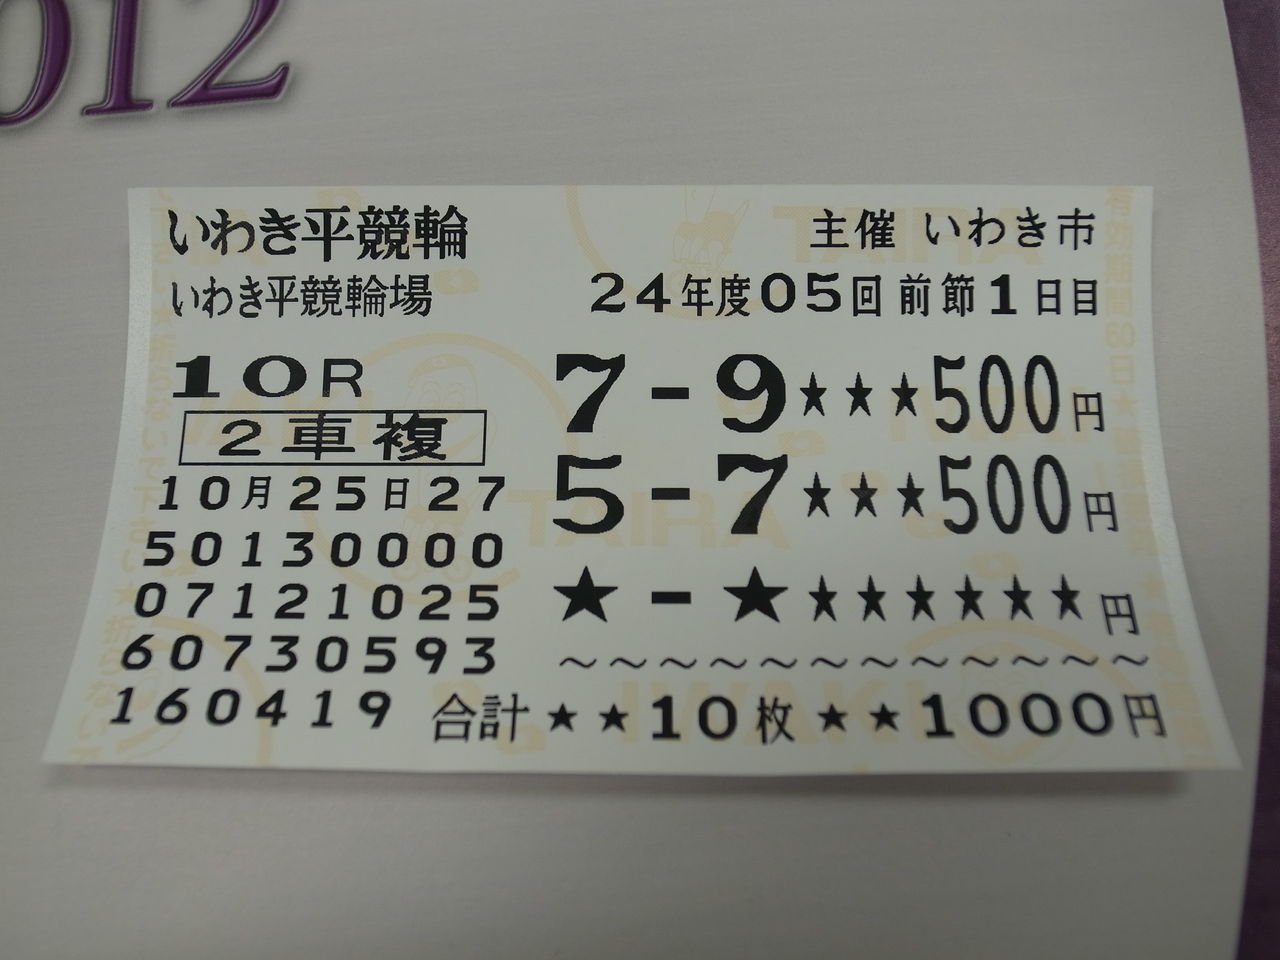 012
いわき平競輪
主催 いわき市
いわき平競輪場
24年度05回前節1日目
10R
2車複
7-9★★★500円
5-7★★★500円
★-★★★★★★★円
～～～～～～～～～～～～
10月25日27
50130000
07121025
60730593
160419
合計★★10枚★★1000円
TAIRA
IWAKI